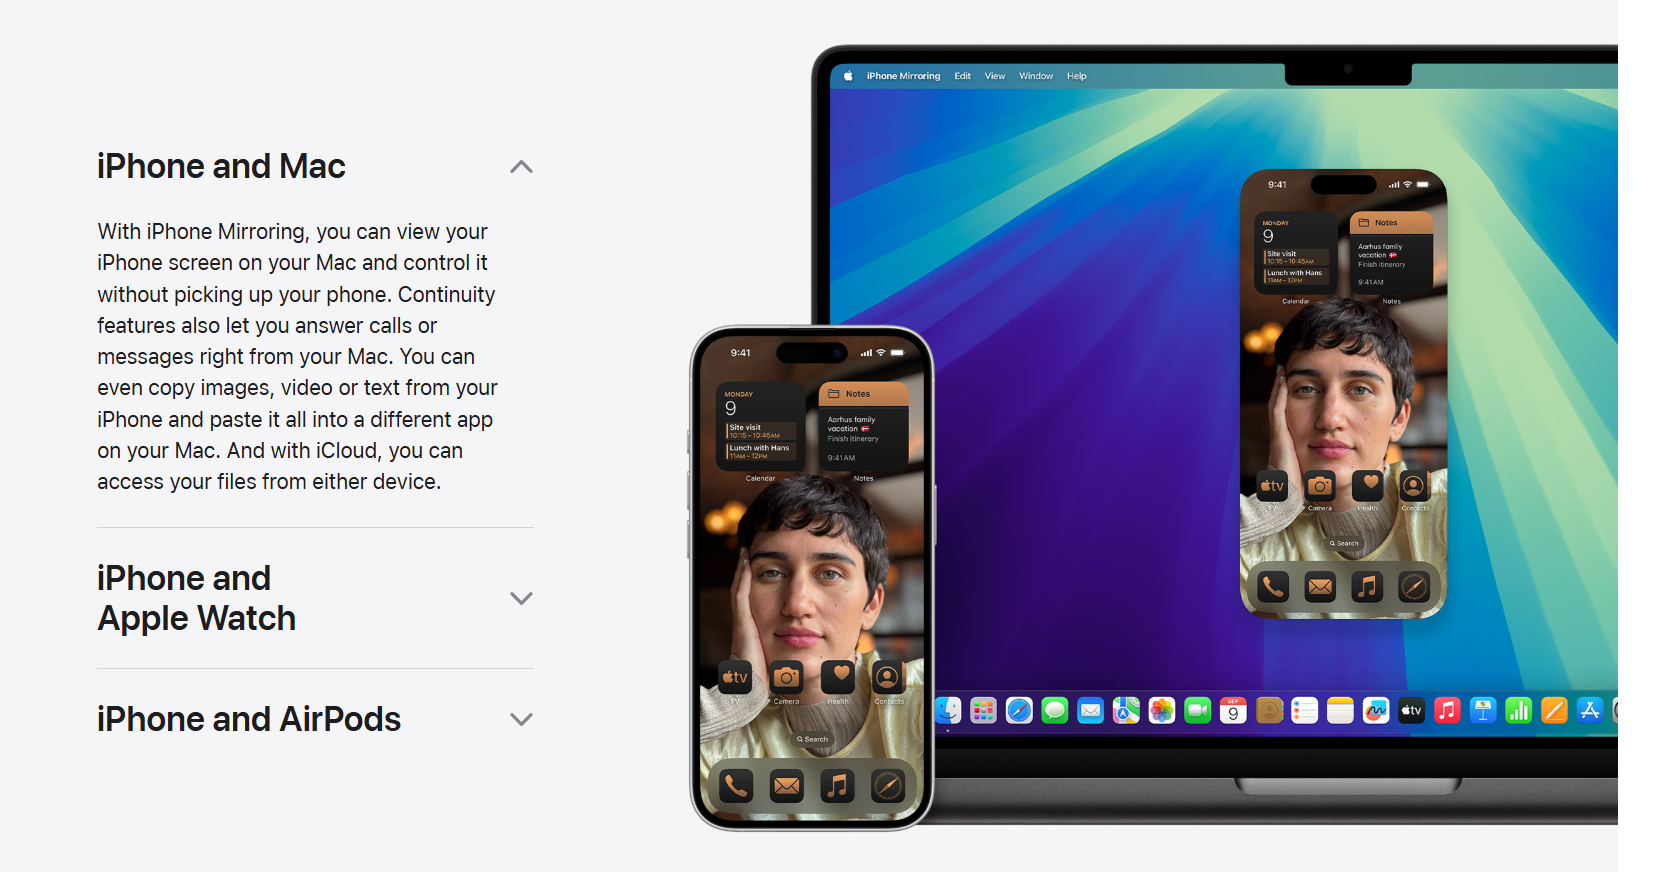 iPhone and Mac
With iPhone Mirroring, you can view your
iPhone screen on your Mac and control it
without picking up your phone. Continuity
features also let you answer calls or
messages right from your Mac. You can
even copy images, video or text from your
iPhone and paste it all into a different app
on your Mac. And with iCloud, you can
access your files from either device.
iPhone and
Apple Watch
iPhone and AirPods
iPhone Mirroring Edit View Window Help
9:41
MONDAY
9
Site visit
10:15 – 10:45AM
Lunch with Hans
11AM – 12PM
Calendar
Notes
Aarhus family
vacation 🇩🇰
Finish itinerary
9:41AM
Notes
tv
TV
Camera
Health
Contacts
Search
9:41
MONDAY
9
Site visit
10:15 – 10:45AM
Lunch with Hans
11AM – 12PM
Calendar
Notes
Aarhus family
vacation 🇩🇰
Finish itinerary
9:41AM
Notes
tv
TV
Camera
Health
Contacts
Search
SEP
9
tv